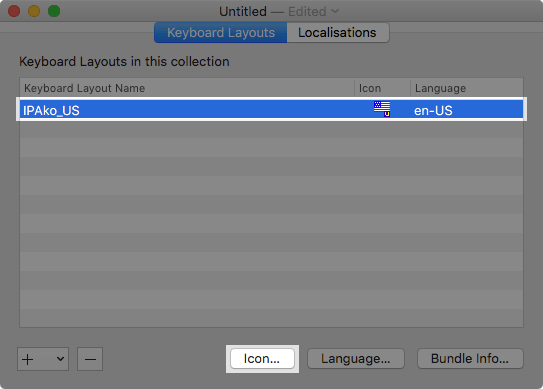 Untitled — Edited
Keyboard Layouts Localisations
Keyboard Layouts in this collection
Keyboard Layout Name Icon Language
IPAko_US U en-US
+ −  Icon... Language... Bundle Info...